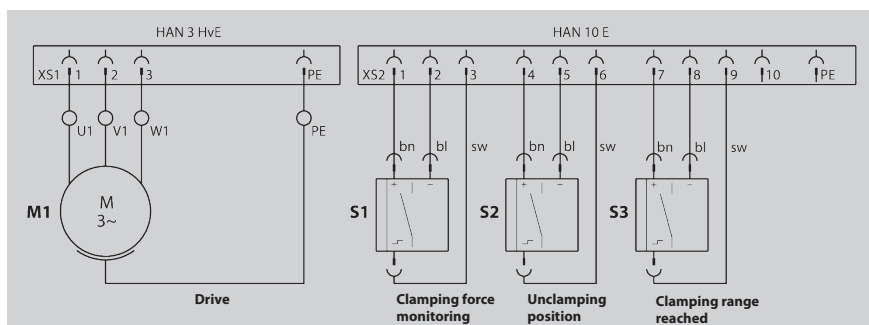 HAN 3 HvE HAN 10 E
XS1 1 2 3 PE XS2 1 2 3 4 5 6 7 8 9 10 PE
U1 V1 W1 PE
bn bl sw bn bl sw bn bl sw
+ − + − + −
M1 M S1 S2 S3
3~
Drive Clamping force Unclamping Clamping range
monitoring position reached